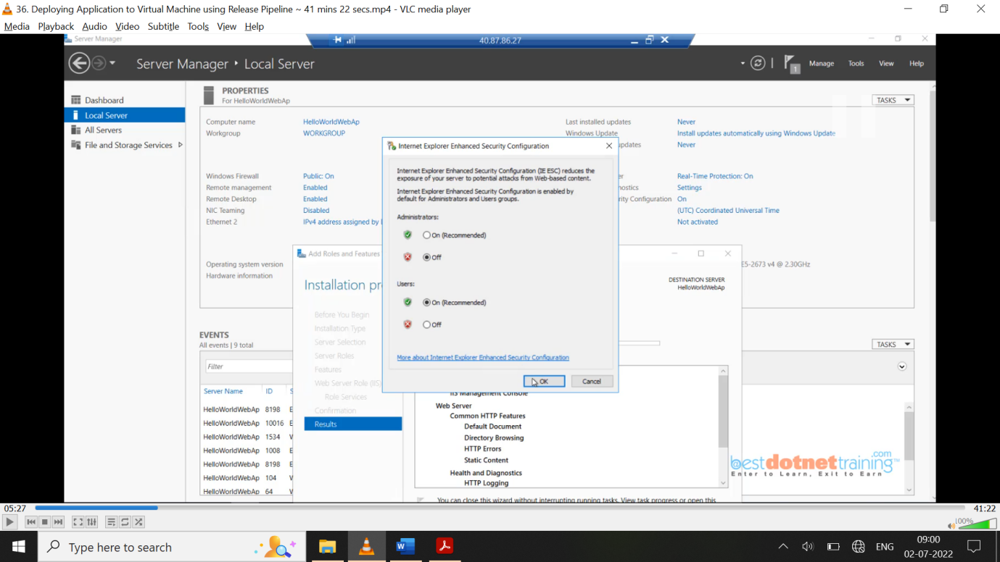 36. Deploying Application to Virtual Machine using Release Pipeline ~ 41 mins 22 secs.mp4 - VLC media player
Media Playback Audio Video Subtitle Tools View Help
Server Manager
40.87.86.27
Server Manager ‣ Local Server
1
Manage Tools View Help
Dashboard
Local Server
All Servers
File and Storage Services
PROPERTIES
For HelloWorldWebAp
TASKS
Computer name HelloWorldWebAp
Workgroup WORKGROUP
Last installed updates Never
Windows Update Install updates automatically using Windows Update
updates Never
Windows Firewall Public: On
Remote management Enabled
Remote Desktop Enabled
NIC Teaming Disabled
Ethernet 2 IPv4 address assigned by
Real-Time Protection: On
Settings
Configuration On
(UTC) Coordinated Universal Time
Not activated
Operating system version
Hardware information
E5-2673 v4 @ 2.30GHz
Internet Explorer Enhanced Security Configuration
Internet Explorer Enhanced Security Configuration (IE ESC) reduces the
exposure of your server to potential attacks from Web-based content.
Internet Explorer Enhanced Security Configuration is enabled by
default for Administrators and Users groups.
Administrators:
On (Recommended)
Off
Users:
On (Recommended)
Off
More about Internet Explorer Enhanced Security Configuration
OK Cancel
Add Roles and Features
Installation
DESTINATION SERVER
HelloWorldWebAp
Before You Begin
Installation Type
Server Selection
Server Roles
Features
Web Server Role (IIS)
Role Services
Confirmation
Results
IIS Management Console
Web Server
Common HTTP Features
Default Document
Directory Browsing
HTTP Errors
Static Content
Health and Diagnostics
HTTP Logging
You can close this wizard without interrupting running tasks. View task progress or open this
EVENTS
All events | 9 total
TASKS
Filter
Server Name ID
HelloWorldWebAp 8198 E
HelloWorldWebAp 10016 E
HelloWorldWebAp 1534 V
HelloWorldWebAp 1008 E
HelloWorldWebAp 8198 E
HelloWorldWebAp 104 V
HelloWorldWebAp 64 V
bestdotnettraining.com™
Enter to Learn, Exit to Earn
05:27 41:22
100%
Type here to search
ENG
09:00
02-07-2022